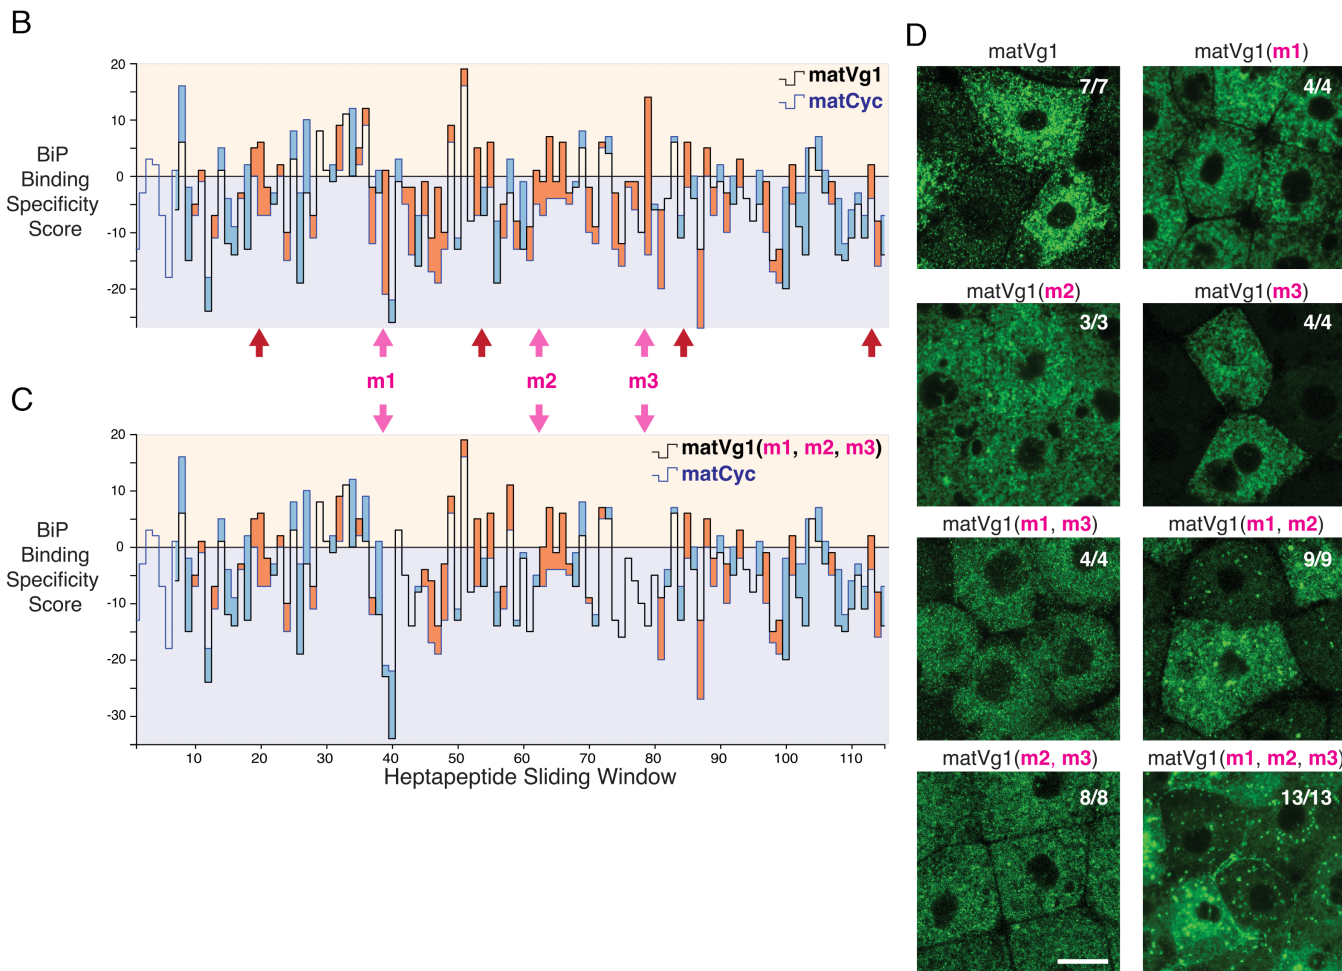 B
20
10
0
-10
-20
BiP
Binding
Specificity
Score
matVg1
matCyc
m1
m2
m3
C
20
10
0
-10
-20
-30
BiP
Binding
Specificity
Score
matVg1(m1, m2, m3)
matCyc
10 20 30 40 50 60 70 80 90 100 110
Heptapeptide Sliding Window
D
matVg1
7/7
matVg1(m1)
4/4
matVg1(m2)
3/3
matVg1(m3)
4/4
matVg1(m1, m3)
4/4
matVg1(m1, m2)
9/9
matVg1(m2, m3)
8/8
matVg1(m1, m2, m3)
13/13